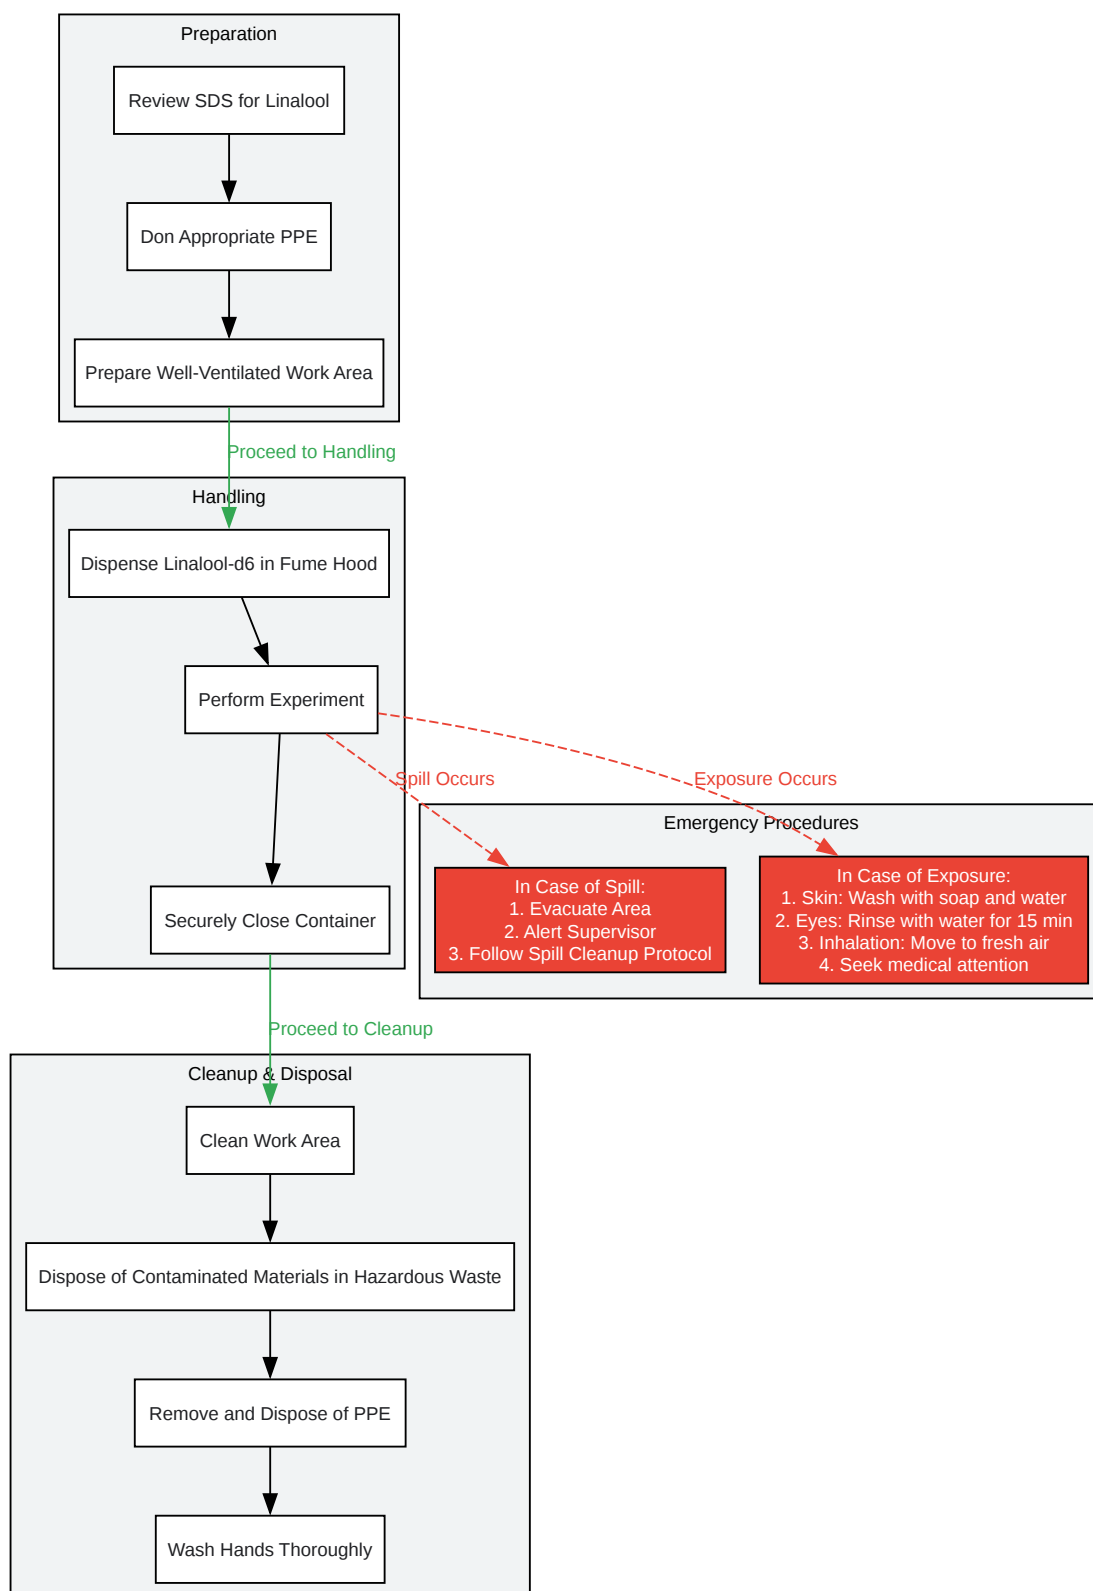 Preparation
Review SDS for Linalool
Don Appropriate PPE
Prepare Well-Ventilated Work Area
Proceed to Handling
Handling
Dispense Linalool-d6 in Fume Hood
Perform Experiment
Spill Occurs
Exposure Occurs
Emergency Procedures
In Case of Spill:
1. Evacuate Area
2. Alert Supervisor
3. Follow Spill Cleanup Protocol
In Case of Exposure:
1. Skin: Wash with soap and water
2. Eyes: Rinse with water for 15 min
3. Inhalation: Move to fresh air
4. Seek medical attention
Securely Close Container
Proceed to Cleanup
Cleanup & Disposal
Clean Work Area
Dispose of Contaminated Materials in Hazardous Waste
Remove and Dispose of PPE
Wash Hands Thoroughly